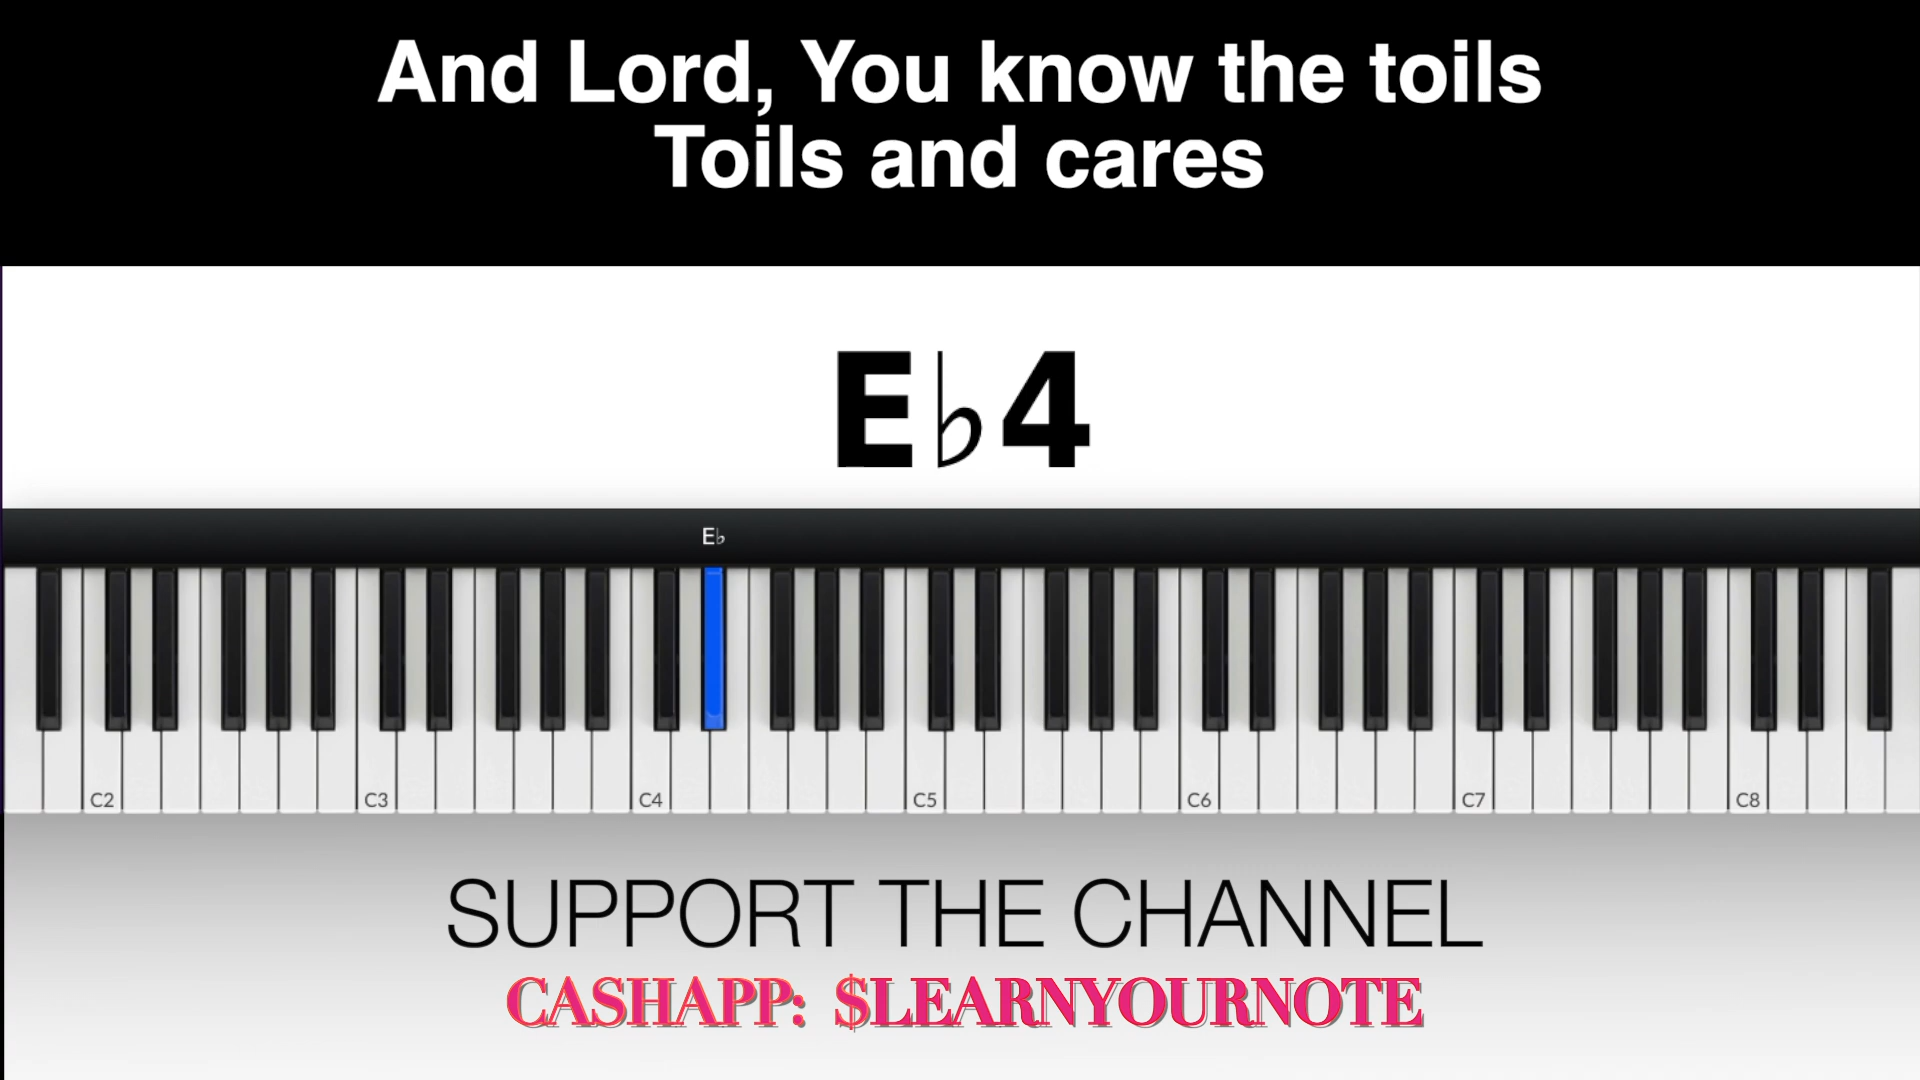 And Lord, You know the toils
Toils and cares
E♭4
E♭
C2 C3 C4 C5 C6 C7 C8
SUPPORT THE CHANNEL
CASHAPP: $LEARNYOURNOTE